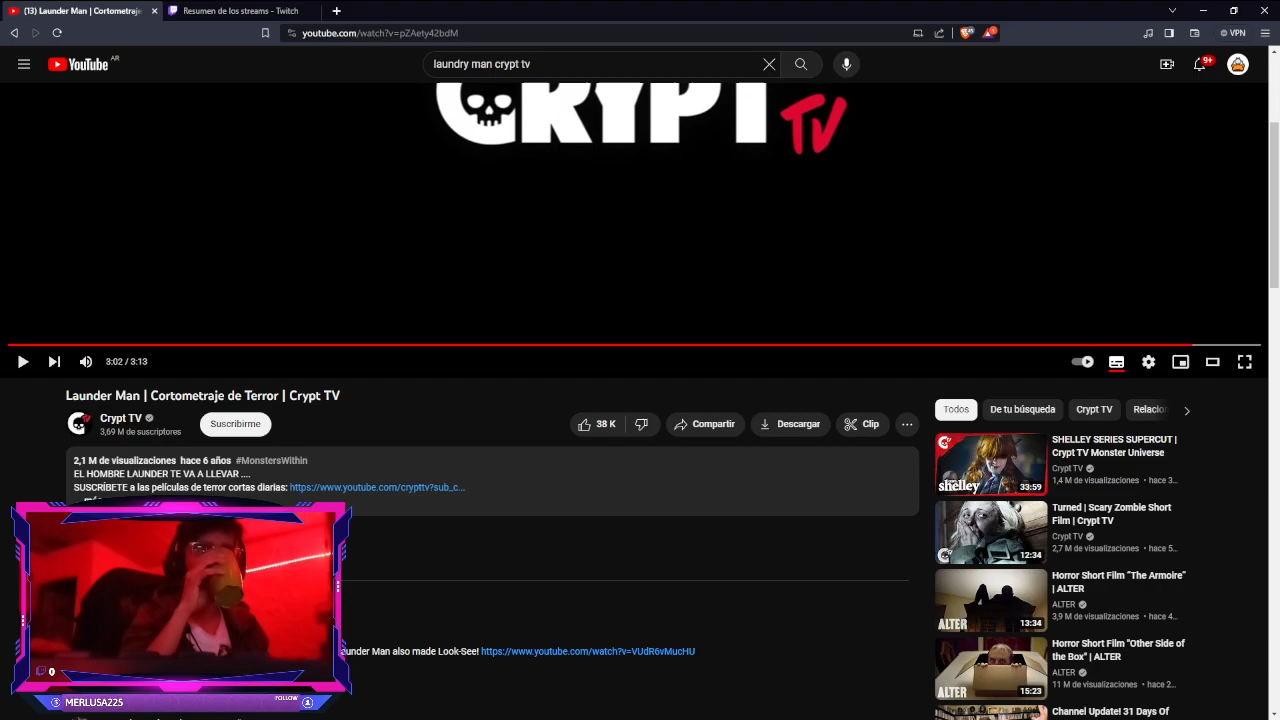 (13) Launder Man | Cortometraje
Resumen de los streams - Twitch
youtube.com/watch?v=pZAety42bdM
VPN
YouTube AR
laundry man crypt tv
9+
CRYPT TV
3:02 / 3:13
Launder Man | Cortometraje de Terror | Crypt TV
Crypt TV
3,69 M de suscriptores
Suscribirme
38 K
Compartir
Descargar
Clip
2,1 M de visualizaciones hace 6 años #MonstersWithin
EL HOMBRE LAUNDER TE VA A LLEVAR ....
SUSCRÍBETE a las películas de terror cortas diarias: https://www.youtube.com/crypttv?sub_c...
under Man also made Look-See! https://www.youtube.com/watch?v=VUdR6vMucHU
0
MERLUSA225
FOLLOW
Todos
De tu búsqueda
Crypt TV
Relacio
shelley
33:59
SHELLEY SERIES SUPERCUT |
Crypt TV Monster Universe
Crypt TV
1,4 M de visualizaciones • hace 3...
12:34
Turned | Scary Zombie Short
Film | Crypt TV
Crypt TV
2,7 M de visualizaciones • hace 5...
ALTER
13:34
Horror Short Film "The Armoire"
| ALTER
ALTER
3,9 M de visualizaciones • hace 4...
ALTER
15:23
Horror Short Film "Other Side of
the Box" | ALTER
ALTER
11 M de visualizaciones • hace 2...
Channel Update! 31 Days Of